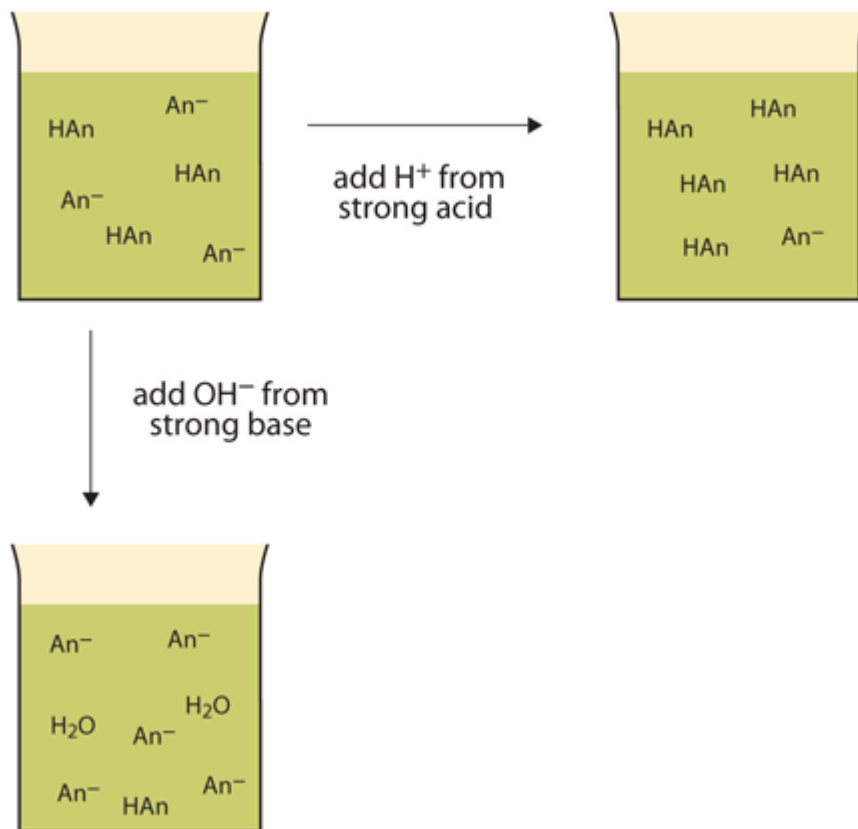 An⁻
HAn
HAn
An⁻
HAn
An⁻
add H⁺ from
strong acid
HAn
HAn
HAn
HAn
HAn
An⁻
add OH⁻ from
strong base
An⁻
An⁻
H₂O
H₂O
An⁻
An⁻
An⁻
HAn